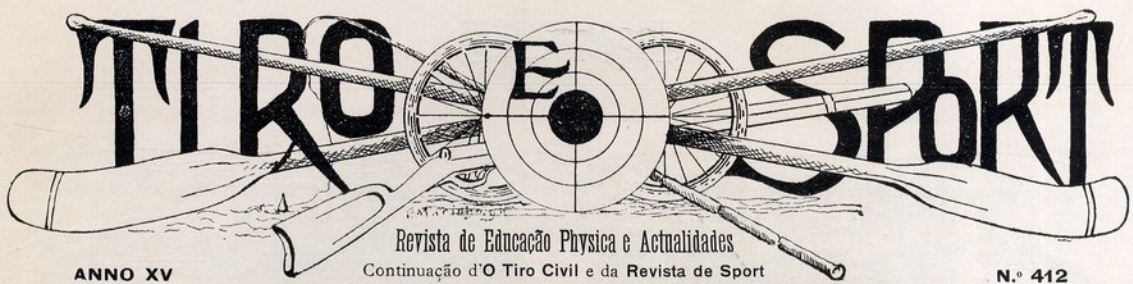 TIRO E SPORT
Revista de Educação Physica e Actualidades
Continuação d'O Tiro Civil e da Revista de Sport
ANNO XV
N.º 412